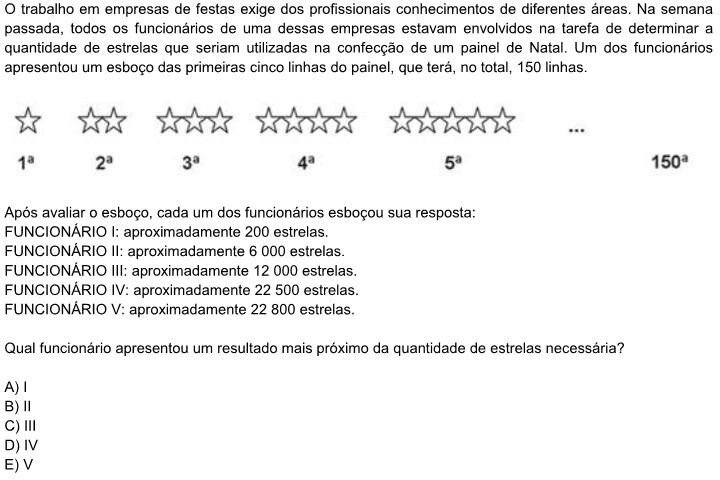 O trabalho em empresas de festas exige dos profissionais conhecimentos de diferentes áreas. Na semana
passada, todos os funcionários de uma dessas empresas estavam envolvidos na tarefa de determinar a
quantidade de estrelas que seriam utilizadas na confecção de um painel de Natal. Um dos funcionários
apresentou um esboço das primeiras cinco linhas do painel, que terá, no total, 150 linhas.
...
1ª 2ª 3ª 4ª 5ª 150ª
Após avaliar o esboço, cada um dos funcionários esboçou sua resposta:
FUNCIONÁRIO I: aproximadamente 200 estrelas.
FUNCIONÁRIO II: aproximadamente 6 000 estrelas.
FUNCIONÁRIO III: aproximadamente 12 000 estrelas.
FUNCIONÁRIO IV: aproximadamente 22 500 estrelas.
FUNCIONÁRIO V: aproximadamente 22 800 estrelas.
Qual funcionário apresentou um resultado mais próximo da quantidade de estrelas necessária?
A) I
B) II
C) III
D) IV
E) V